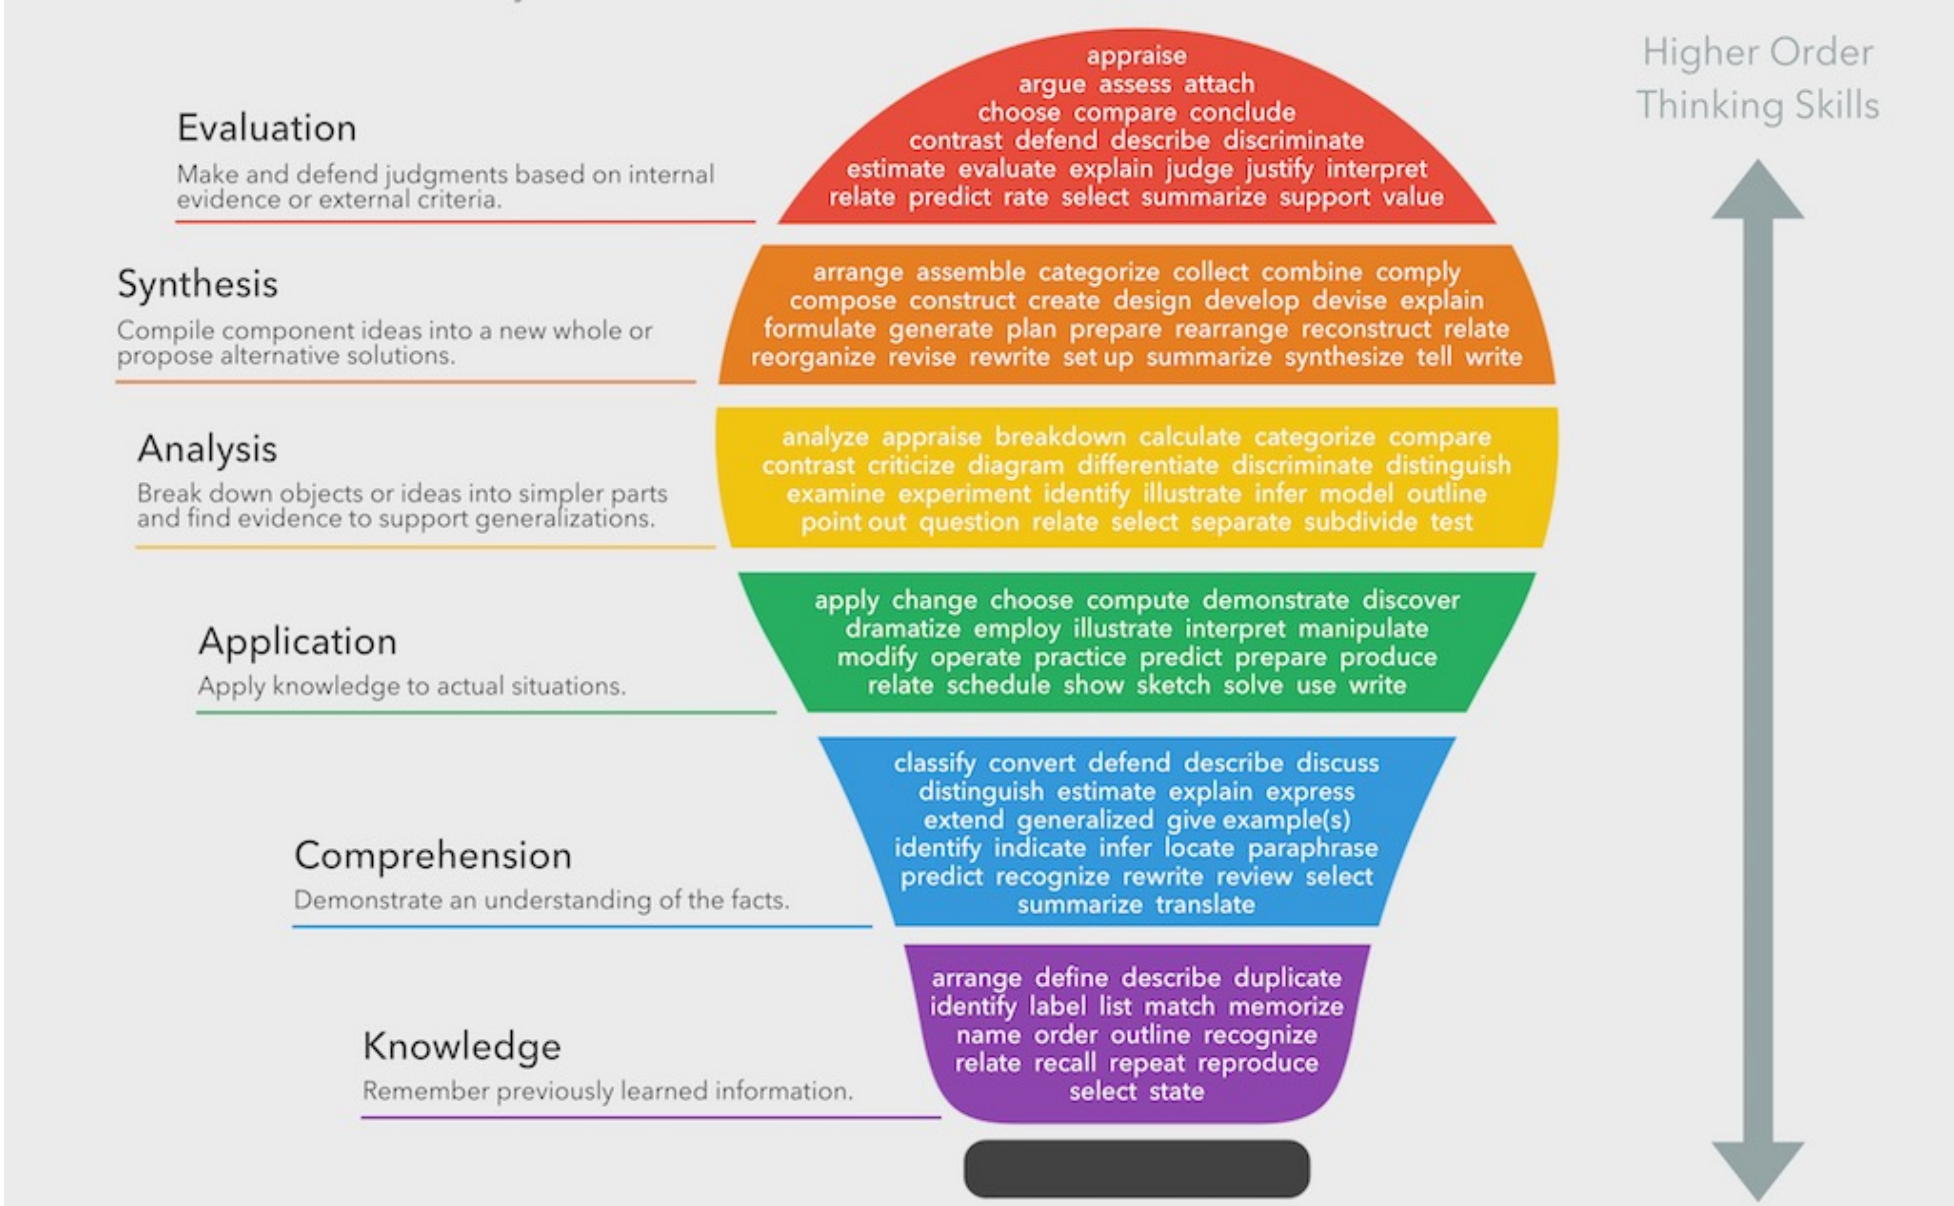 Higher Order
Thinking Skills
Evaluation
Make and defend judgments based on internal
evidence or external criteria.
appraise
argue assess attach
choose compare conclude
contrast defend describe discriminate
estimate evaluate explain judge justify interpret
relate predict rate select summarize support value
Synthesis
Compile component ideas into a new whole or
propose alternative solutions.
arrange assemble categorize collect combine comply
compose construct create design develop devise explain
formulate generate plan prepare rearrange reconstruct relate
reorganize revise rewrite set up summarize synthesize tell write
Analysis
Break down objects or ideas into simpler parts
and find evidence to support generalizations.
analyze appraise breakdown calculate categorize compare
contrast criticize diagram differentiate discriminate distinguish
examine experiment identify illustrate infer model outline
point out question relate select separate subdivide test
Application
Apply knowledge to actual situations.
apply change choose compute demonstrate discover
dramatize employ illustrate interpret manipulate
modify operate practice predict prepare produce
relate schedule show sketch solve use write
Comprehension
Demonstrate an understanding of the facts.
classify convert defend describe discuss
distinguish estimate explain express
extend generalized give example(s)
identify indicate infer locate paraphrase
predict recognize rewrite review select
summarize translate
Knowledge
Remember previously learned information.
arrange define describe duplicate
identify label list match memorize
name order outline recognize
relate recall repeat reproduce
select state